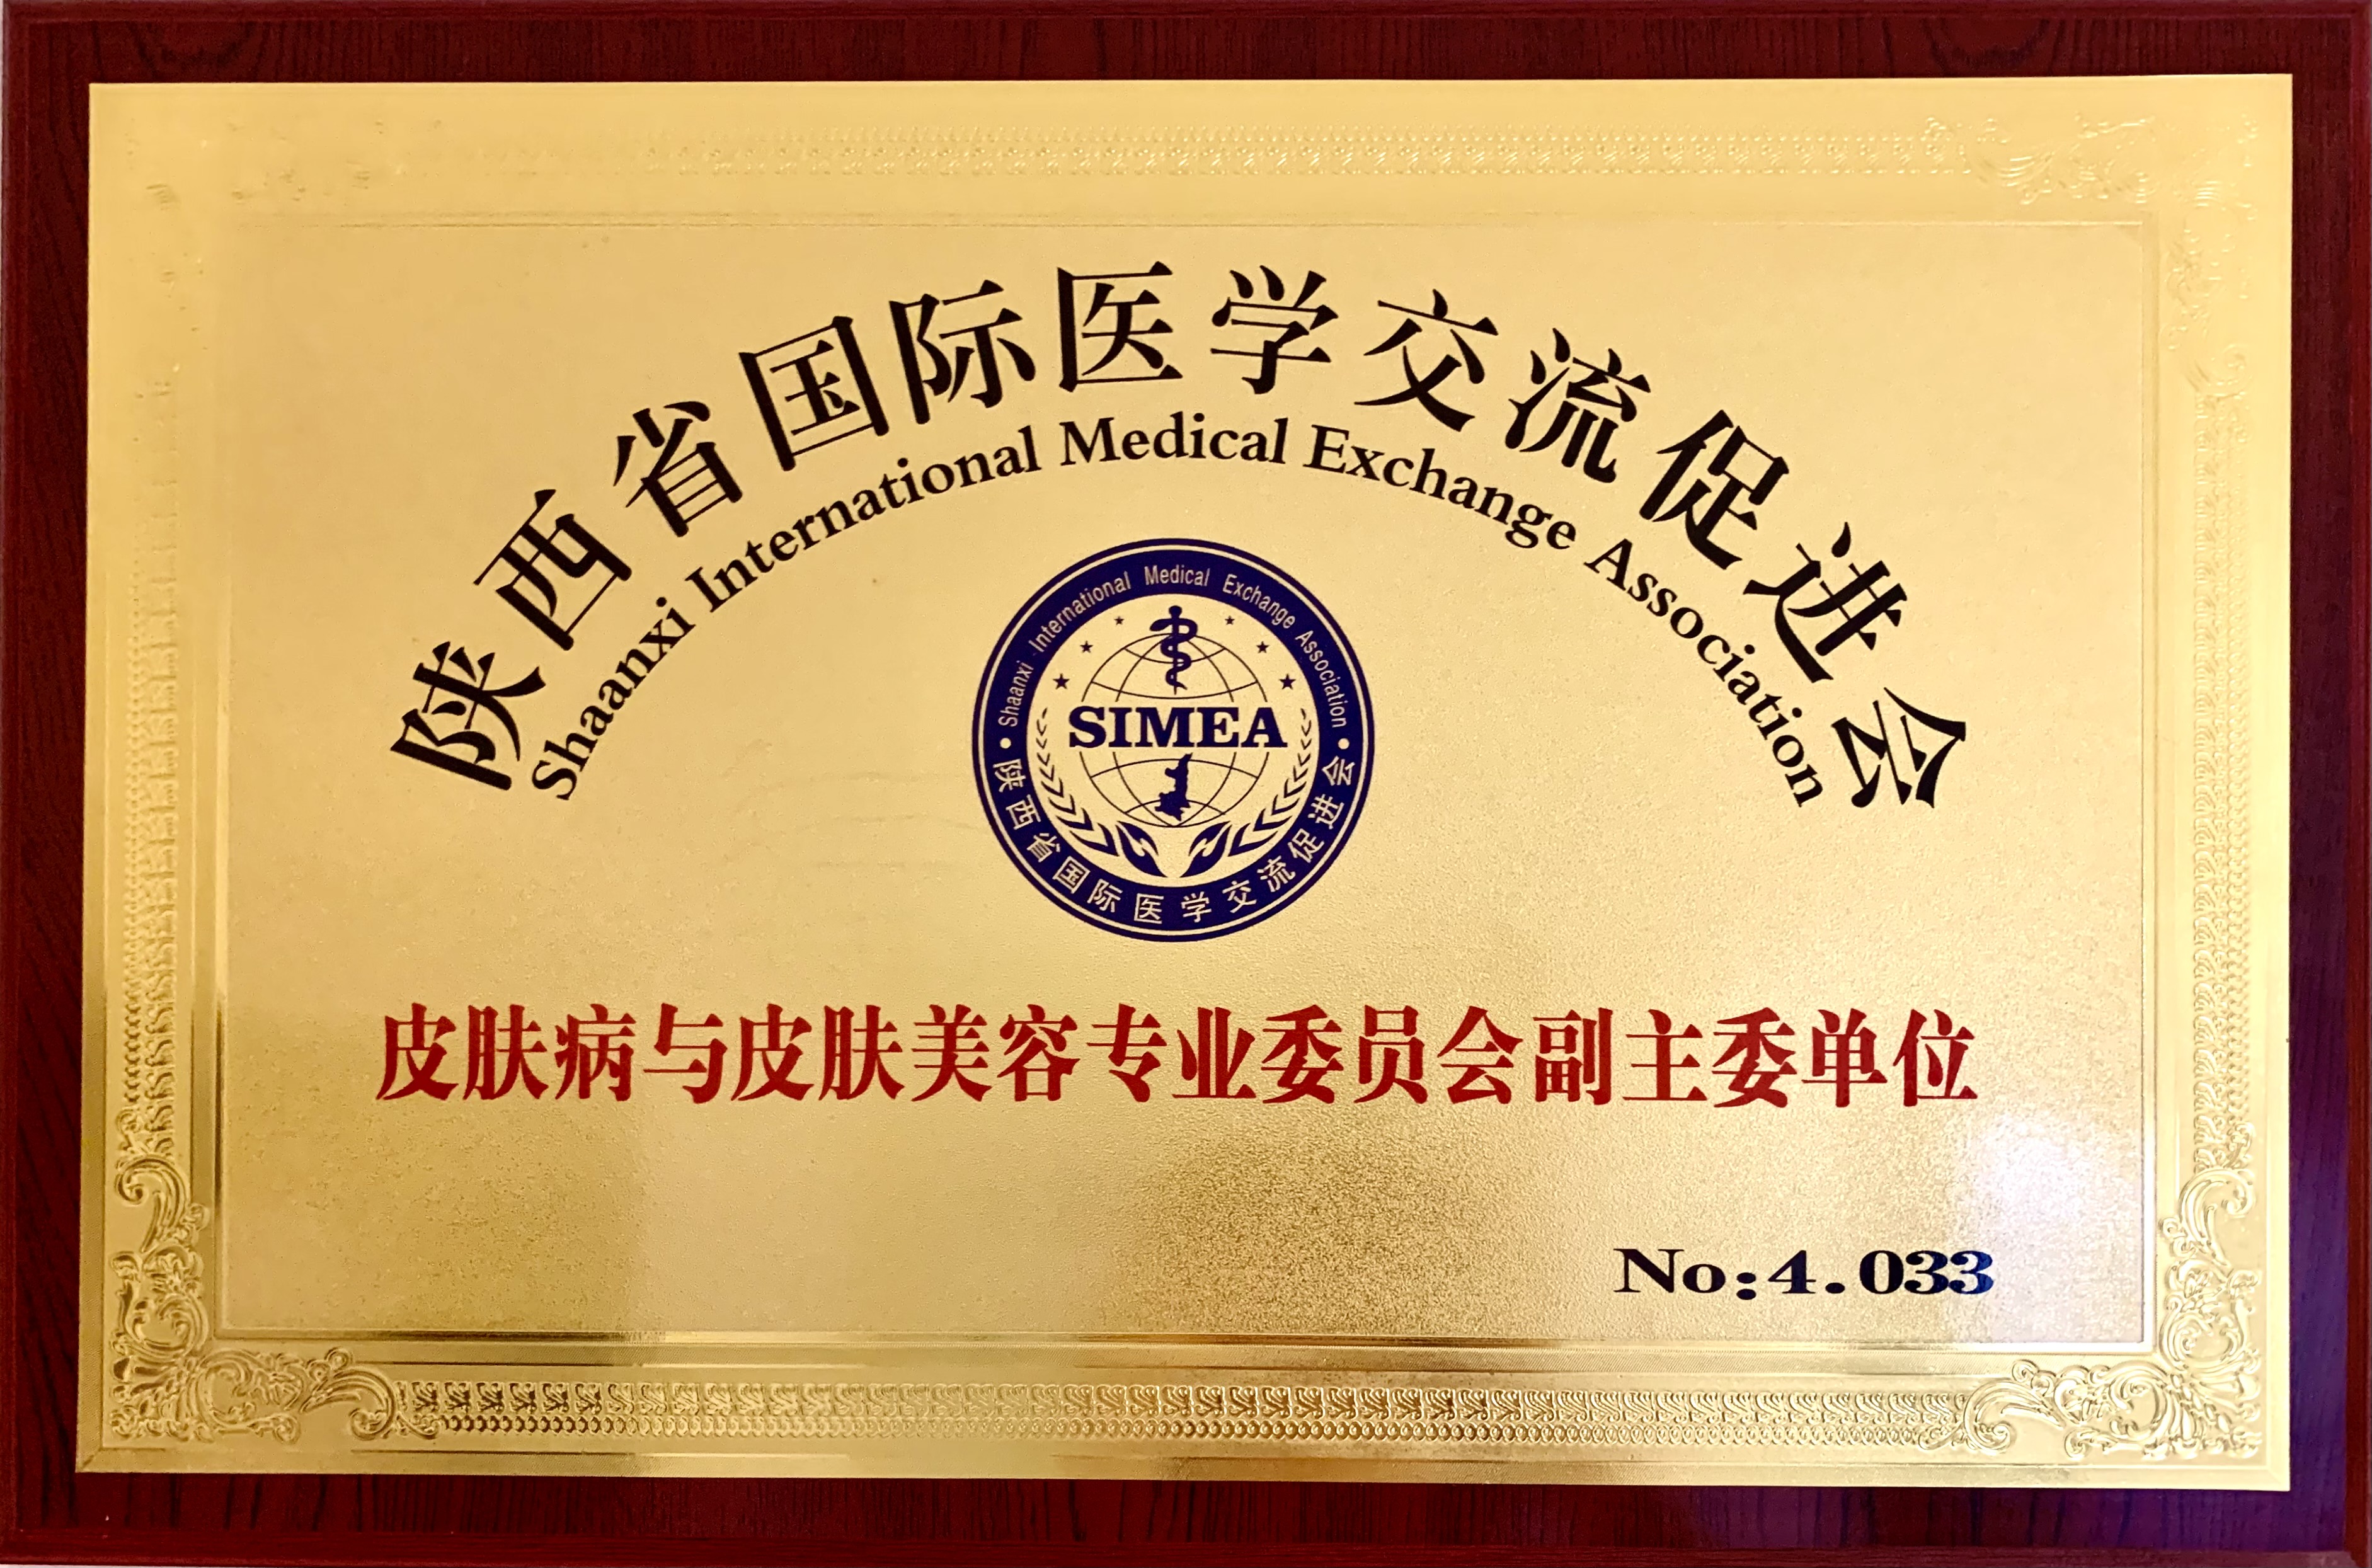 陕西省国际医学交流促进会
Shaanxi International Medical Exchange Association
Shaanxi International Medical Exchange Association
SIMEA
陕西省国际医学交流促进会
皮肤病与皮肤美容专业委员会副主委单位
No:4.033